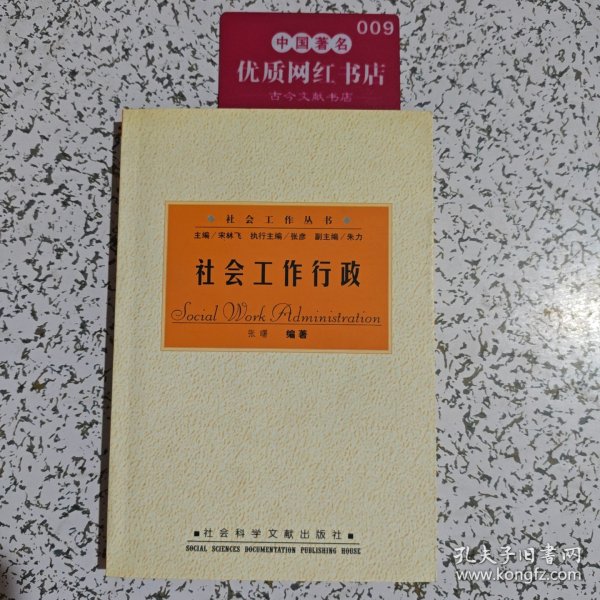 009
中国著名
优质网红书店
古今文献书店
社会工作丛书
主编/宋林飞 执行主编/张彦 副主编/朱力
社会工作行政
Social Work Administration
张曙 编著
社会科学文献出版社
SOCIAL SCIENCES DOCUMENTATION PUBLISHING HOUSE
孔夫子旧书网
www.kongfz.com